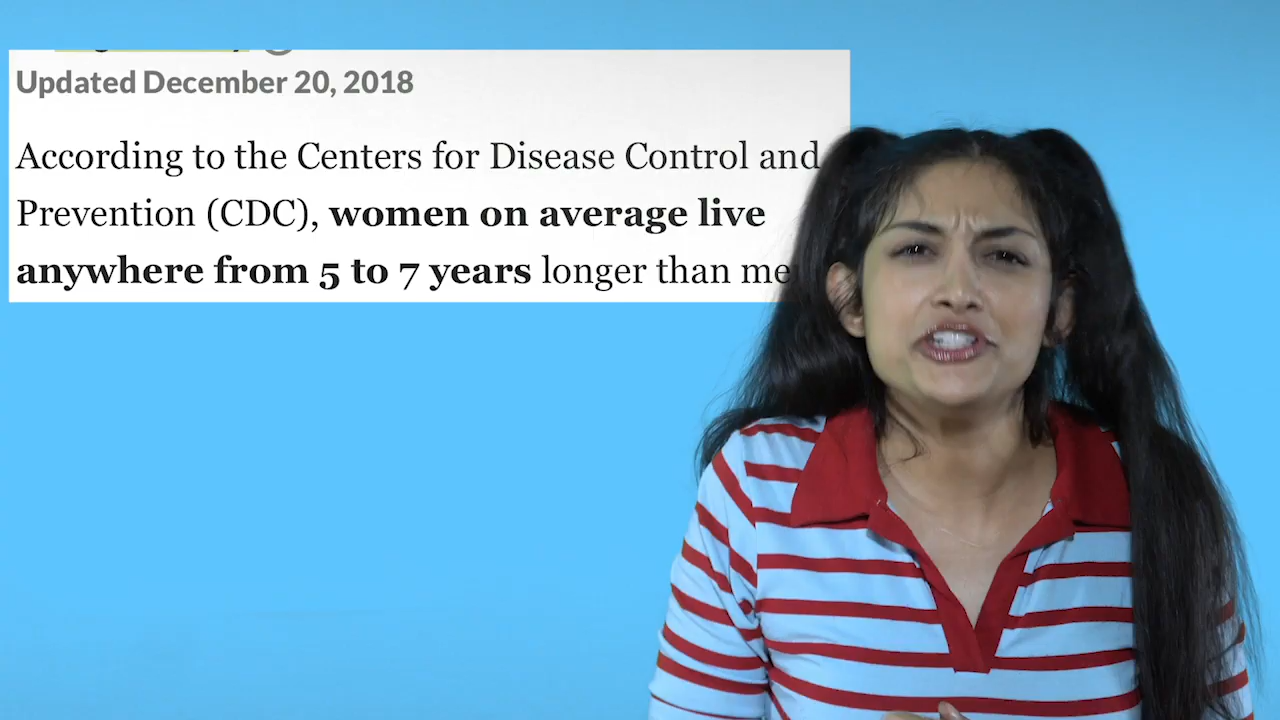 Updated December 20, 2018
According to the Centers for Disease Control and
Prevention (CDC), women on average live
anywhere from 5 to 7 years longer than me